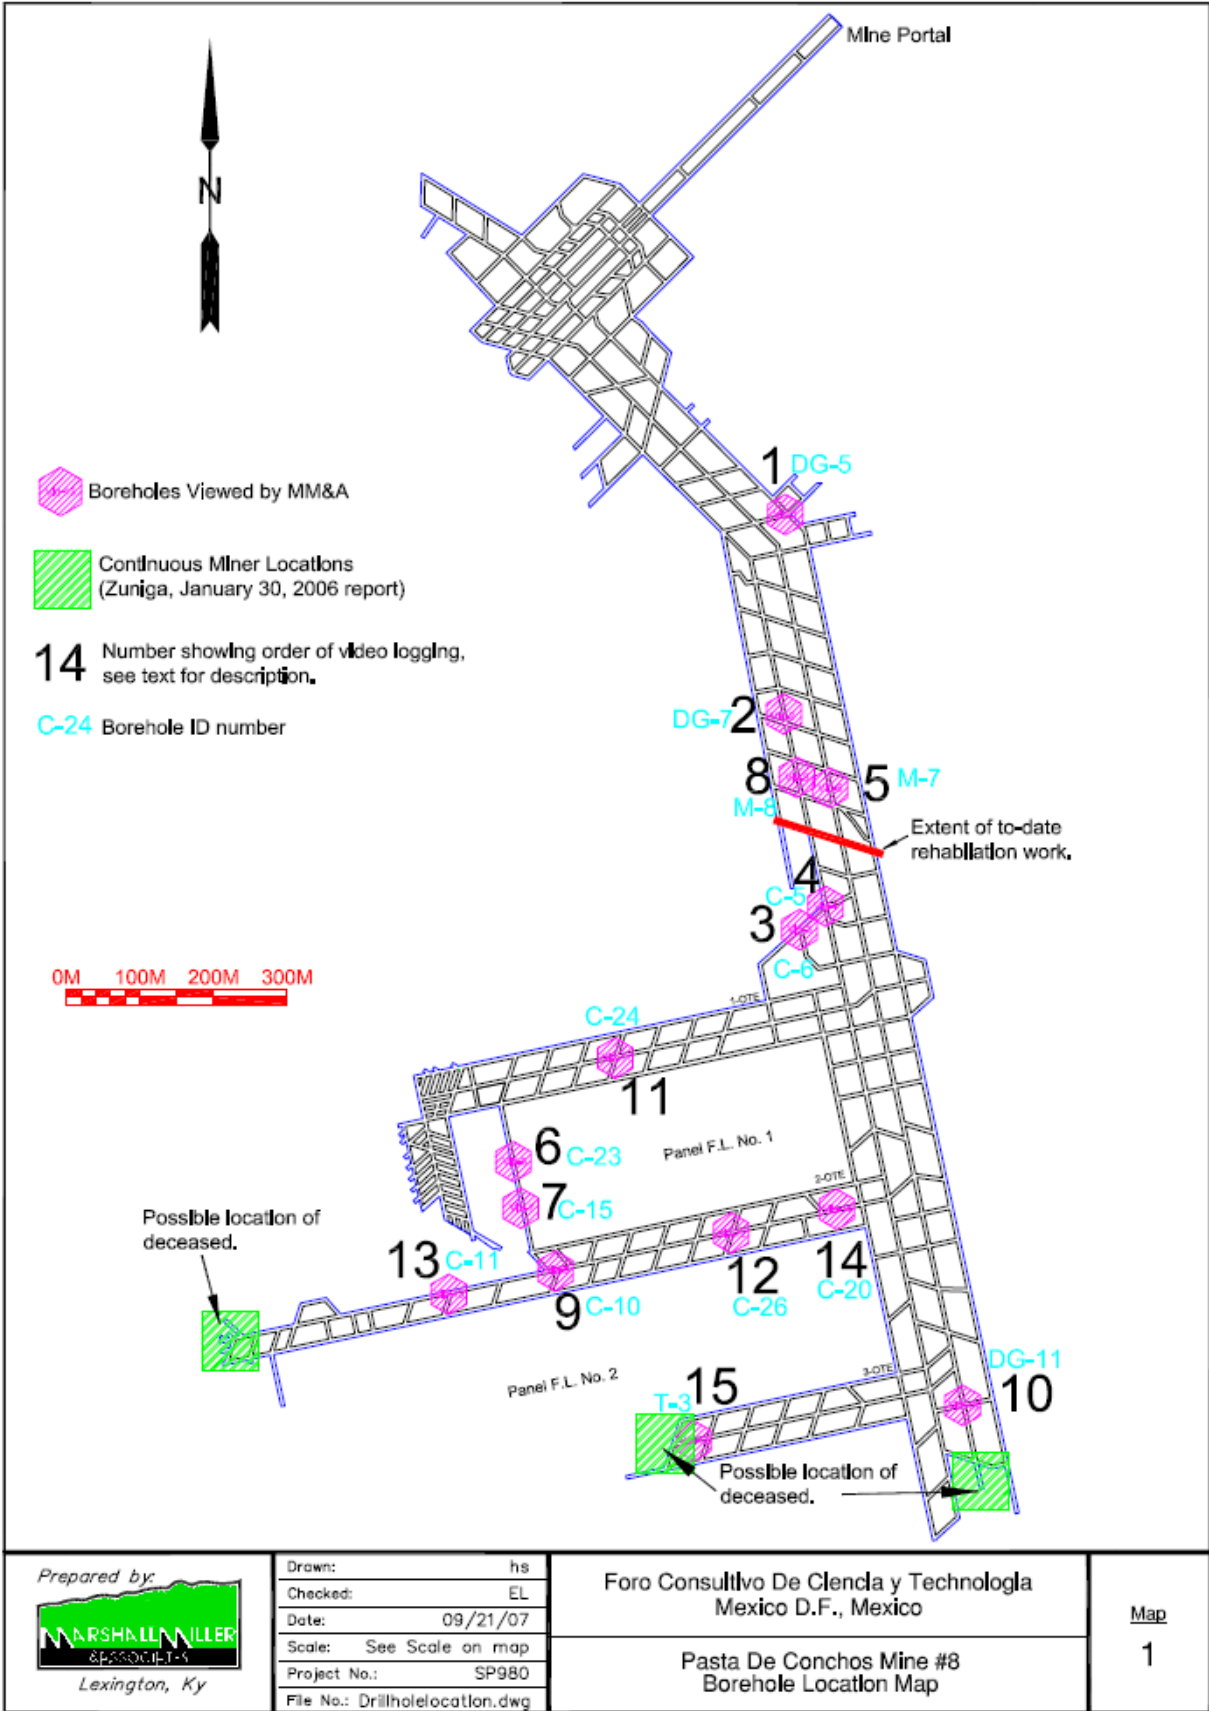 Mine Portal
N
1 DG-5
Boreholes Viewed by MM&A
Continuous Miner Locations
(Zuniga, January 30, 2006 report)
14 Number showing order of video logging,
see text for description.
C-24 Borehole ID number
DG-7 2
8
M-8
5 M-7
Extent of to-date
rehabilation work.
4
C-5
3
C-6
0M 100M 200M 300M
1-OTE
C-24
11
6 C-23
Panel F.L. No. 1
7 C-15
2-OTE
Possible location of
deceased.
13 C-11
9 C-10
12
C-26
14
C-20
Panel F.L. No. 2
3-OTE
DG-11
10
T-3 15
Possible location of
deceased.
Prepared by:
MARSHALL MILLER
& ASSOCIATES
Lexington, Ky
Drawn: hs
Checked: EL
Date: 09/21/07
Scale: See Scale on map
Project No.: SP980
File No.: Drillholelocation.dwg
Foro Consultivo De Ciencia y Technologia
Mexico D.F., Mexico
Pasta De Conchos Mine #8
Borehole Location Map
Map
1